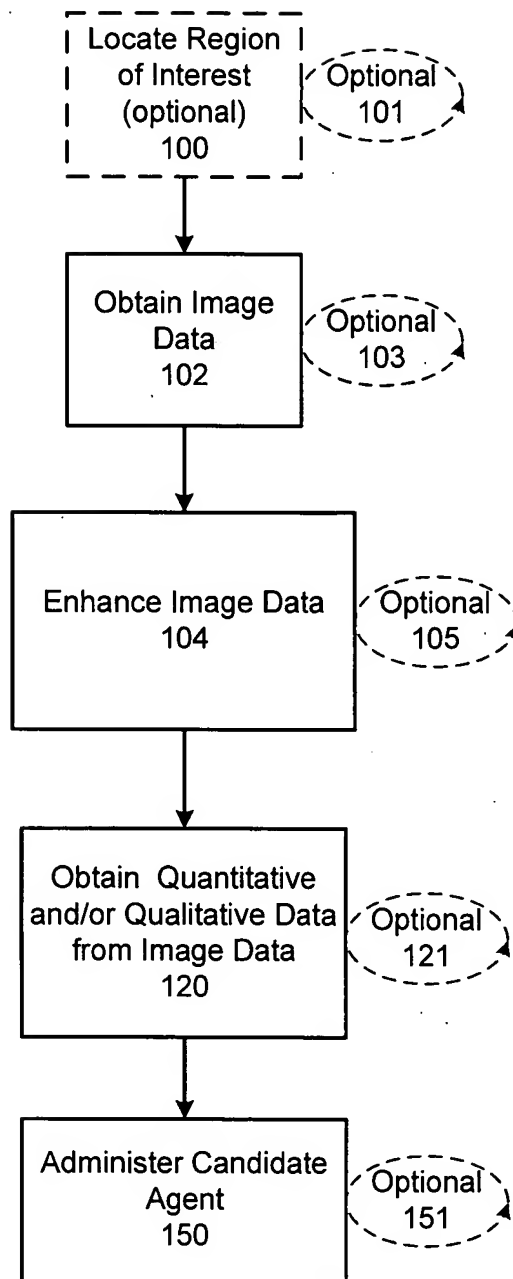 Locate Region
of Interest
(optional)
100
Optional
101
Obtain Image
Data
102
Optional
103
Enhance Image Data
104
Optional
105
Obtain Quantitative
and/or Qualitative Data
from Image Data
120
Optional
121
Administer Candidate
Agent
150
Optional
151